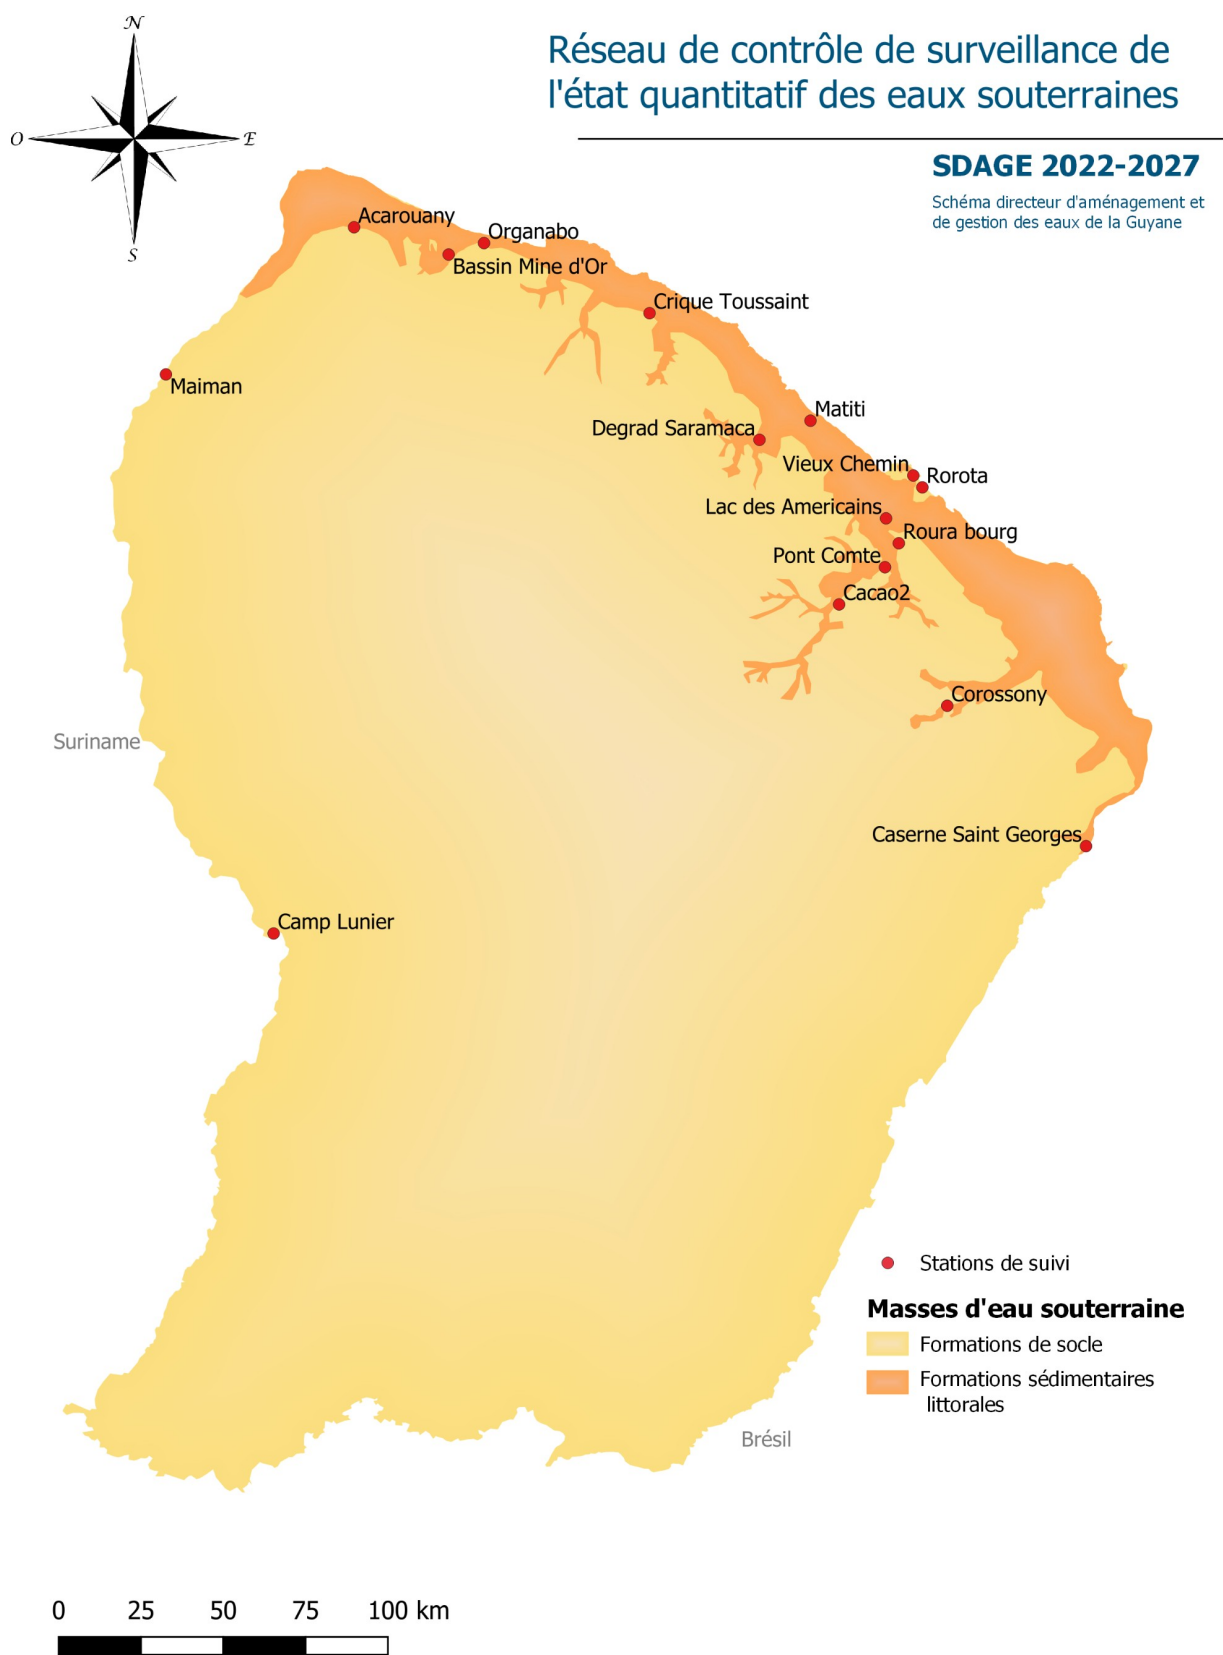 N
O
E
S
Réseau de contrôle de surveillance de
l'état quantitatif des eaux souterraines
SDAGE 2022-2027
Schéma directeur d'aménagement et
de gestion des eaux de la Guyane
Acarouany
Organabo
Bassin Mine d'Or
Crique Toussaint
Maiman
Matiti
Degrad Saramaca
Vieux Chemin
Rorota
Lac des Americains
Roura bourg
Pont Comte
Cacao2
Corossony
Suriname
Caserne Saint Georges
Camp Lunier
Stations de suivi
Masses d'eau souterraine
Formations de socle
Formations sédimentaires
littorales
Brésil
0 25 50 75 100 km